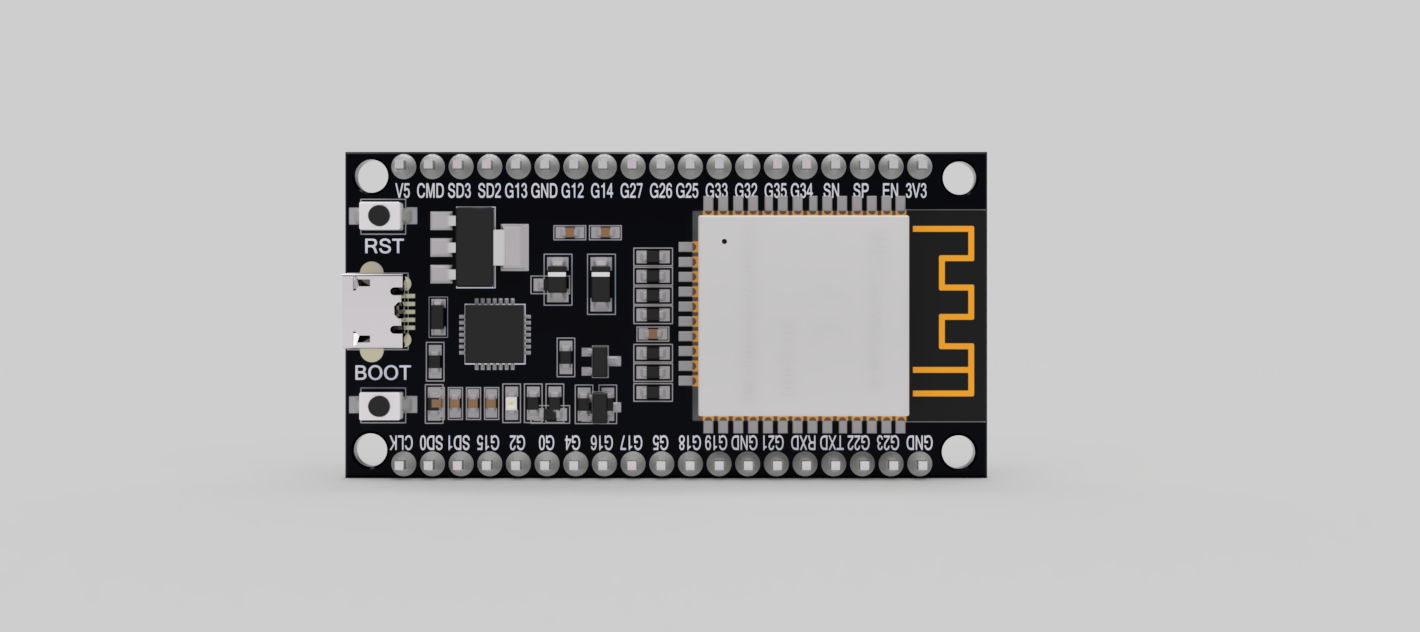 V5 CMD SD3 SD2 G13 GND G12 G14 G27 G26 G25 G33 G32 G35 G34 SN SP EN 3V3
RST
BOOT
CLK SD0 SD1 G15 G2 G0 G4 G16 G17 G5 G18 G19 GND G21 RXD TXD G22 G23 GND